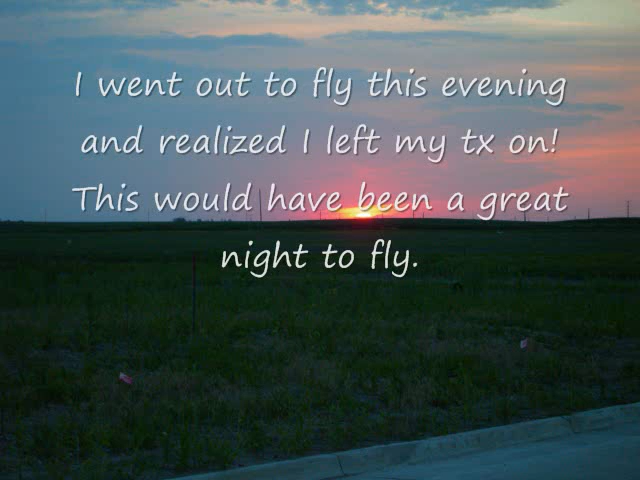 I went out to fly this evening
and realized I left my tx on!
This would have been a great
night to fly.